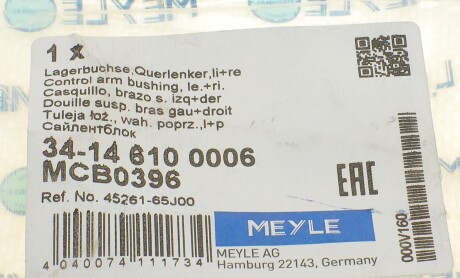 MEYLE
1 x
Lagerbuchse,Querlenker,li+re
Control arm bushing, le.+ri.
Casquillo, brazo s. izq+der
Douille susp. bras gau+droit
Tuleja łoż., wah. poprz.,l+p
Сайлентблок
34-14 610 0006
MCB0396
Ref. No. 45261-65J00
EAC
MEYLE
MEYLE AG
Hamburg 22143, Germany
4 040074 111734
000V160